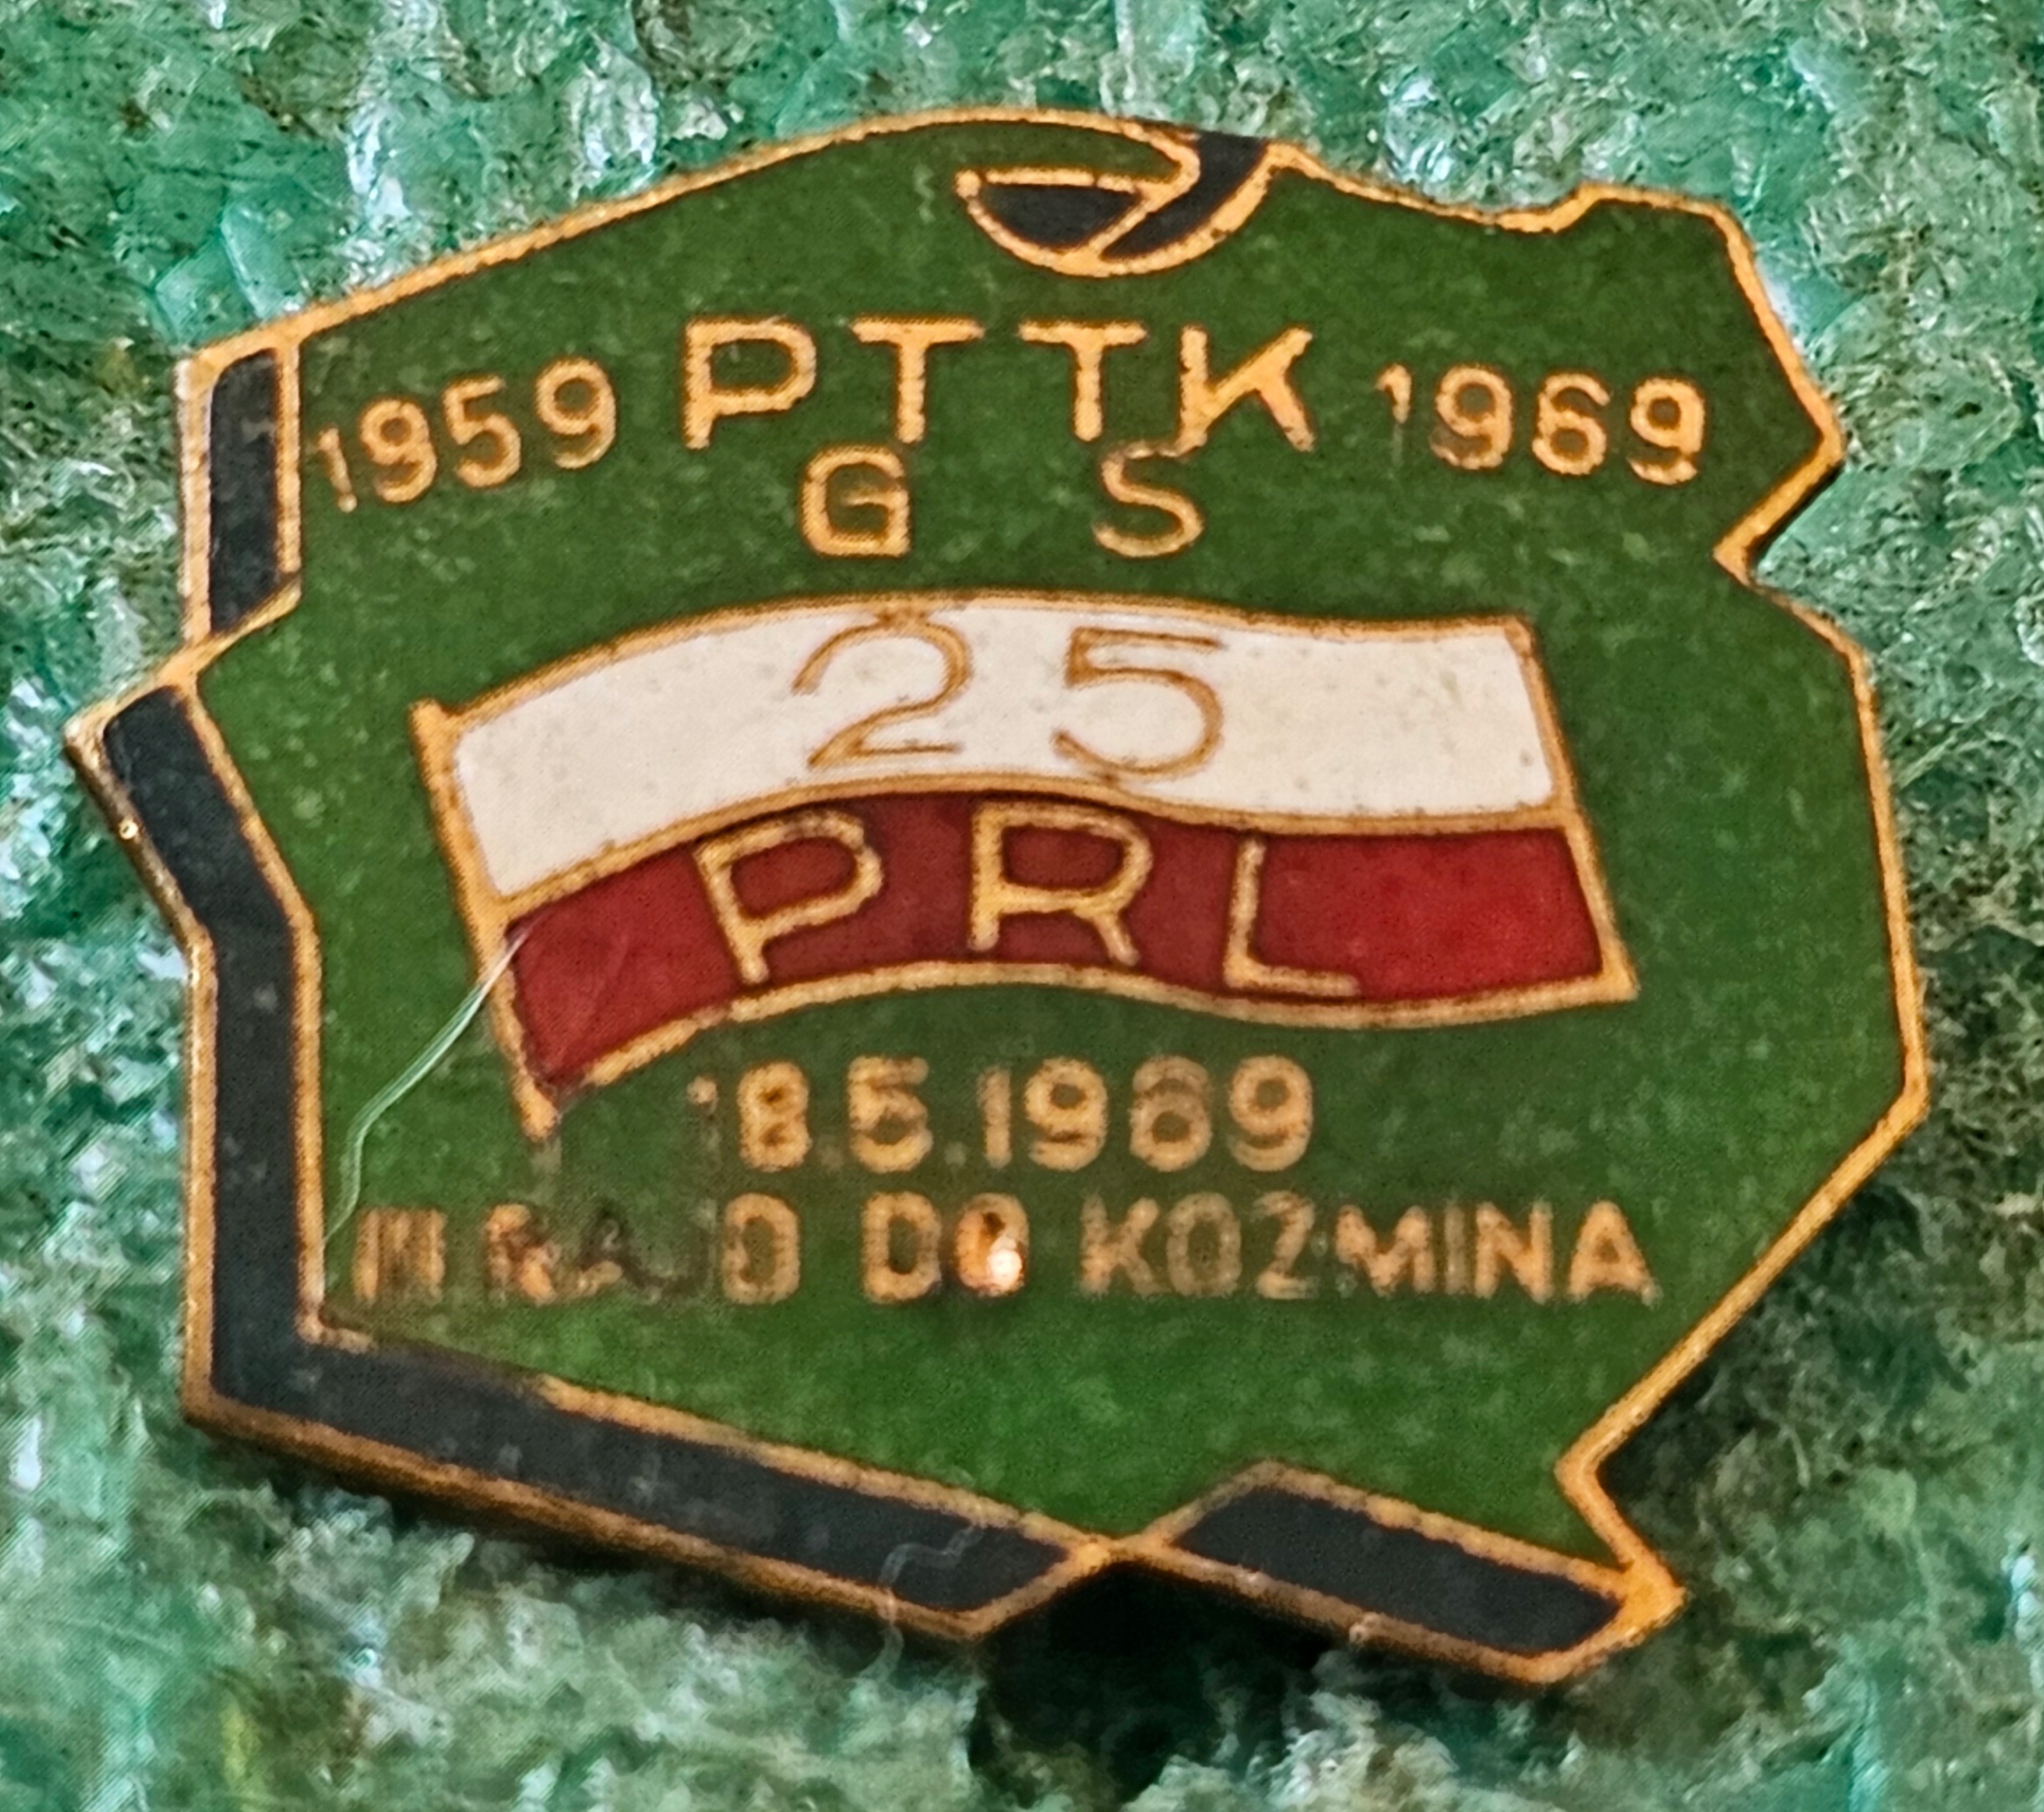 1959 PTTK 1969
G S
25
PRL
18.5.1969
III RAJD DO KOZMINA